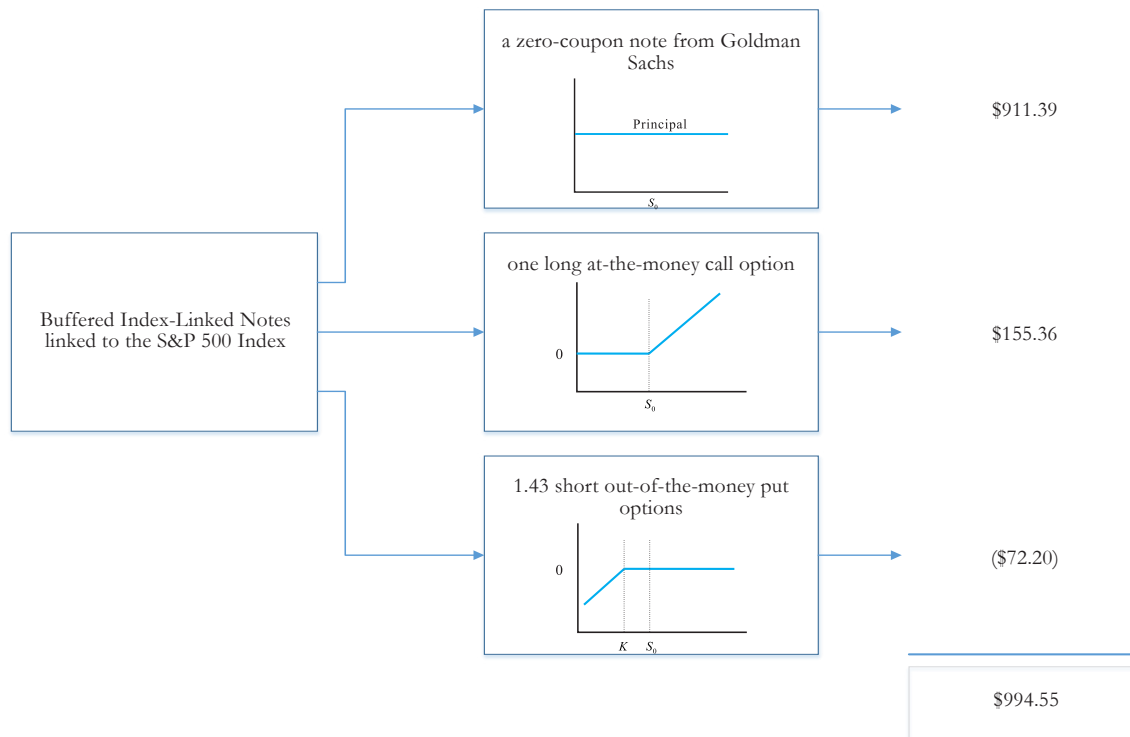 a zero-coupon note from Goldman
Sachs
Principal
S₀
$911.39
Buffered Index-Linked Notes
linked to the S&P 500 Index
one long at-the-money call option
0
S₀
$155.36
1.43 short out-of-the-money put
options
0
K S₀
($72.20)
$994.55